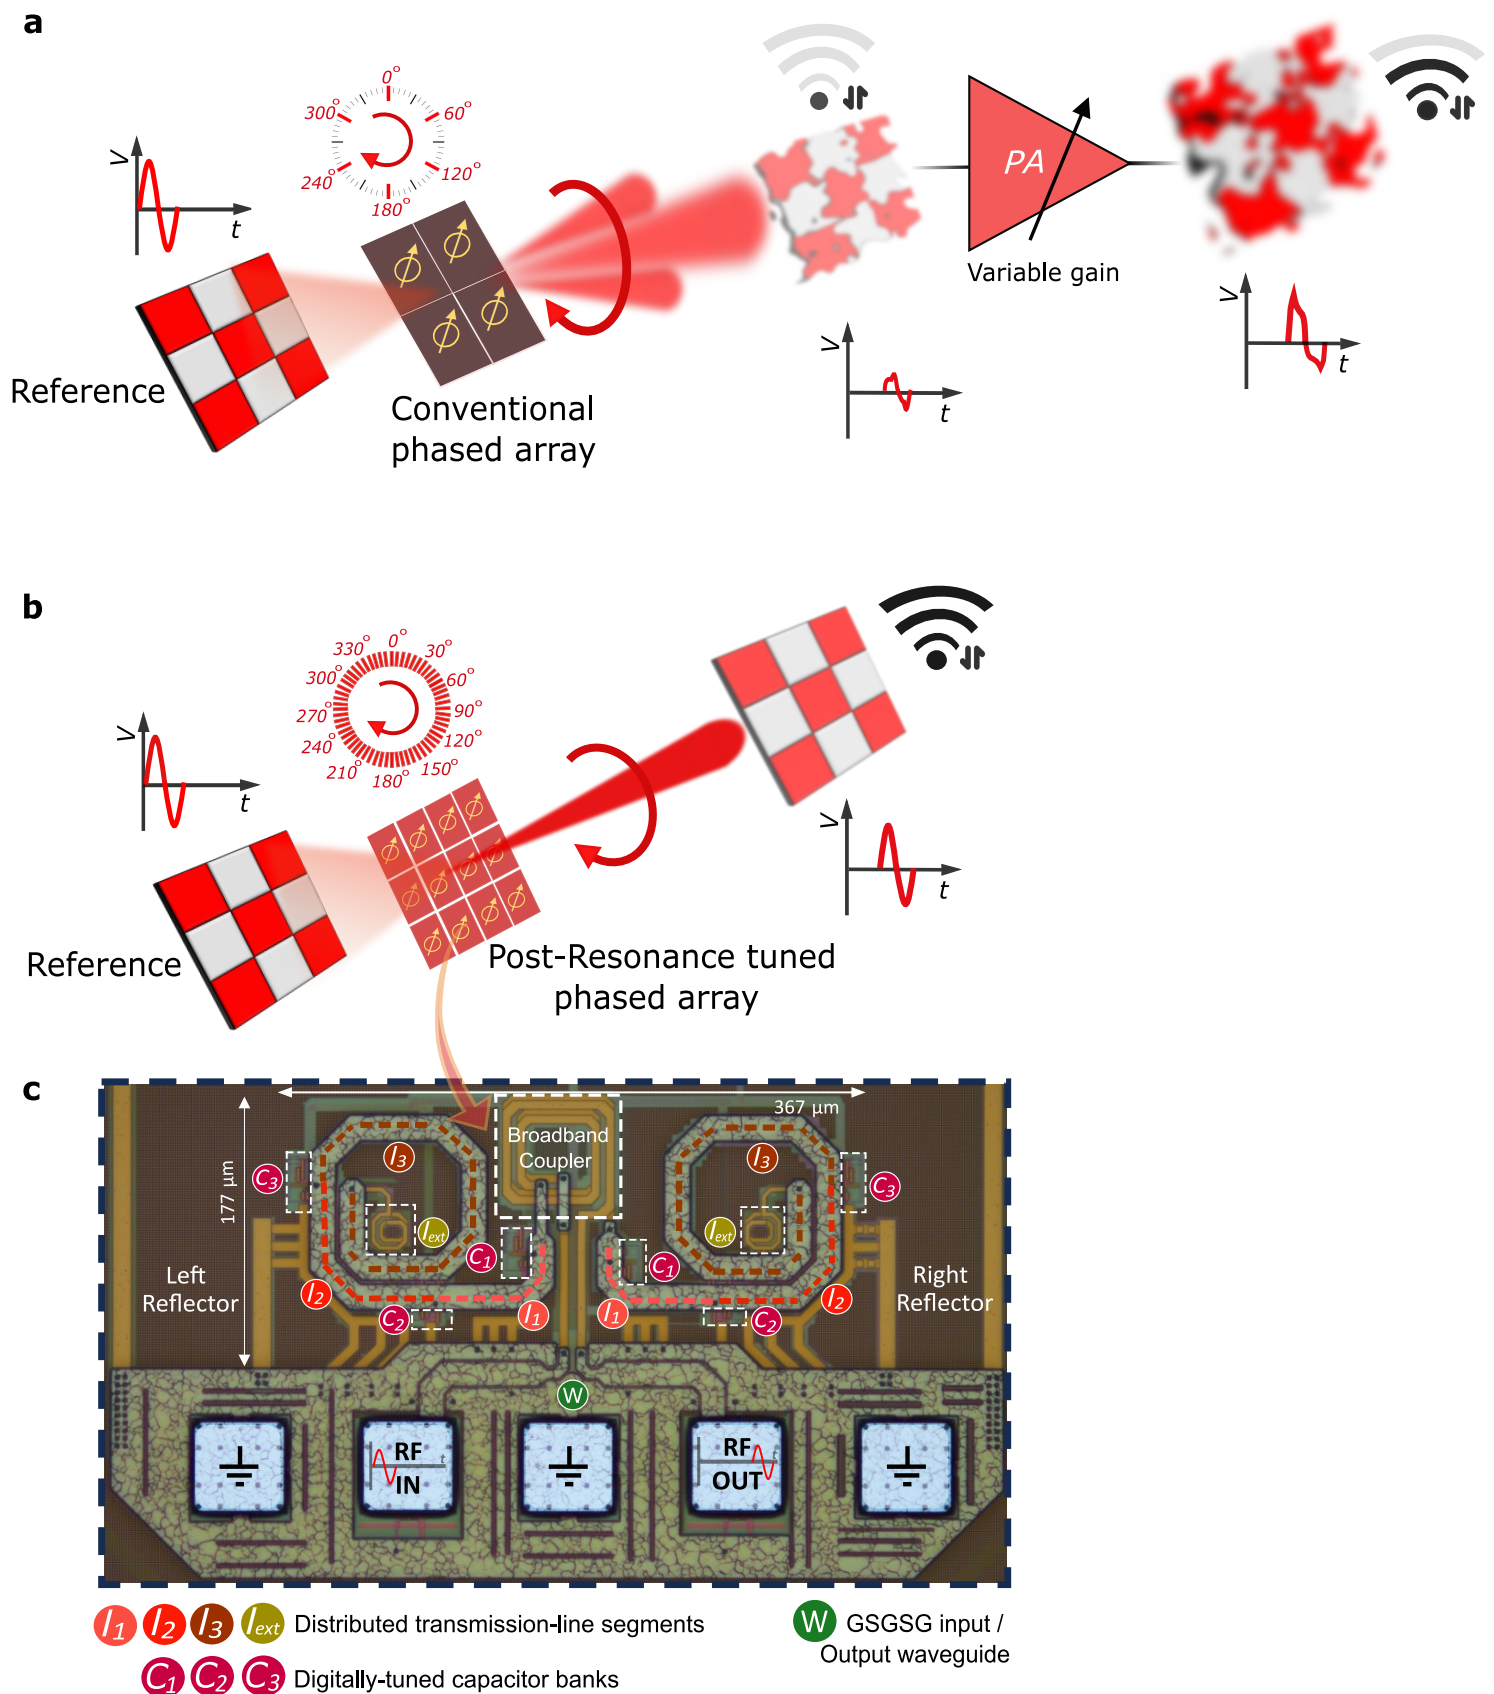 a
0°
60°
120°
180°
240°
300°
V
t
Reference
Conventional
phased array
PA
Variable gain
V
t
V
t
b
0°
30°
60°
90°
120°
150°
180°
210°
240°
270°
300°
330°
V
t
Reference
Post-Resonance tuned
phased array
V
t
c
367 µm
177 µm
Broadband
Coupler
l3
l3
C3
C3
lext
lext
C1
C1
Left
Reflector
Right
Reflector
l2
l2
l1
l1
C2
C2
W
RF
IN
t
RF
OUT
t
l1 l2 l3 lext Distributed transmission-line segments
C1 C2 C3 Digitally-tuned capacitor banks
W GSGSG input /
Output waveguide